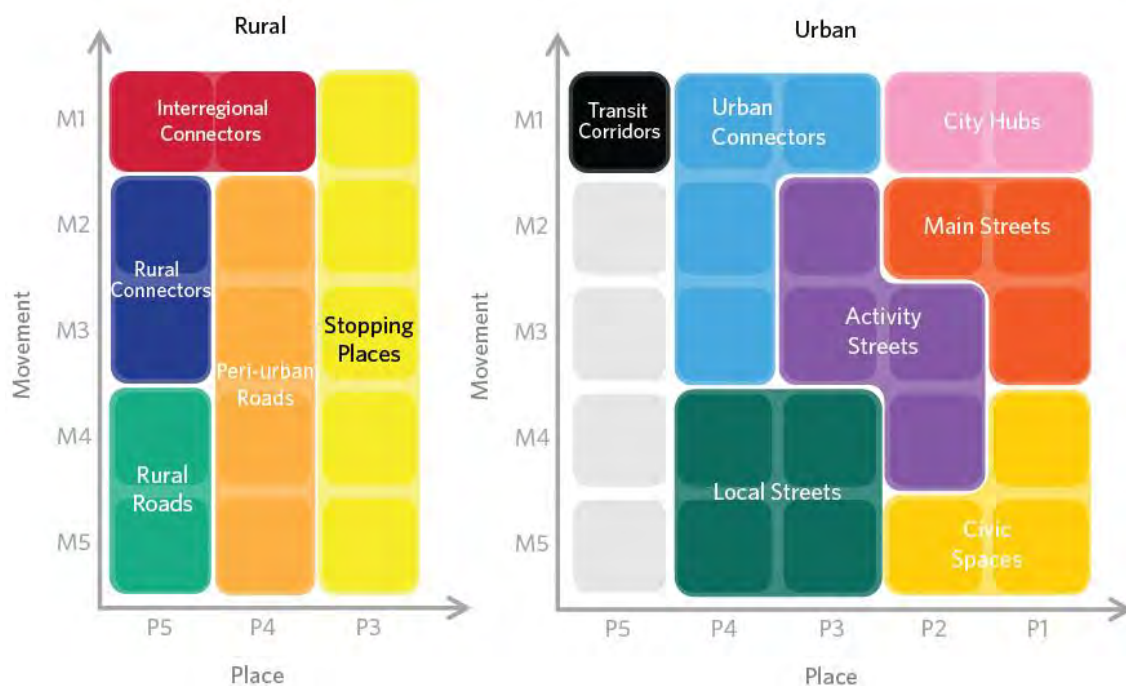 Rural
M1
M2
M3
M4
M5
Movement
Interregional
Connectors
Rural
Connectors
Rural
Roads
Peri-urban
Roads
Stopping
Places
P5 P4 P3
Place
Urban
M1
M2
M3
M4
M5
Movement
Transit
Corridors
Urban
Connectors
City Hubs
Main Streets
Activity
Streets
Local Streets
Civic
Spaces
P5 P4 P3 P2 P1
Place